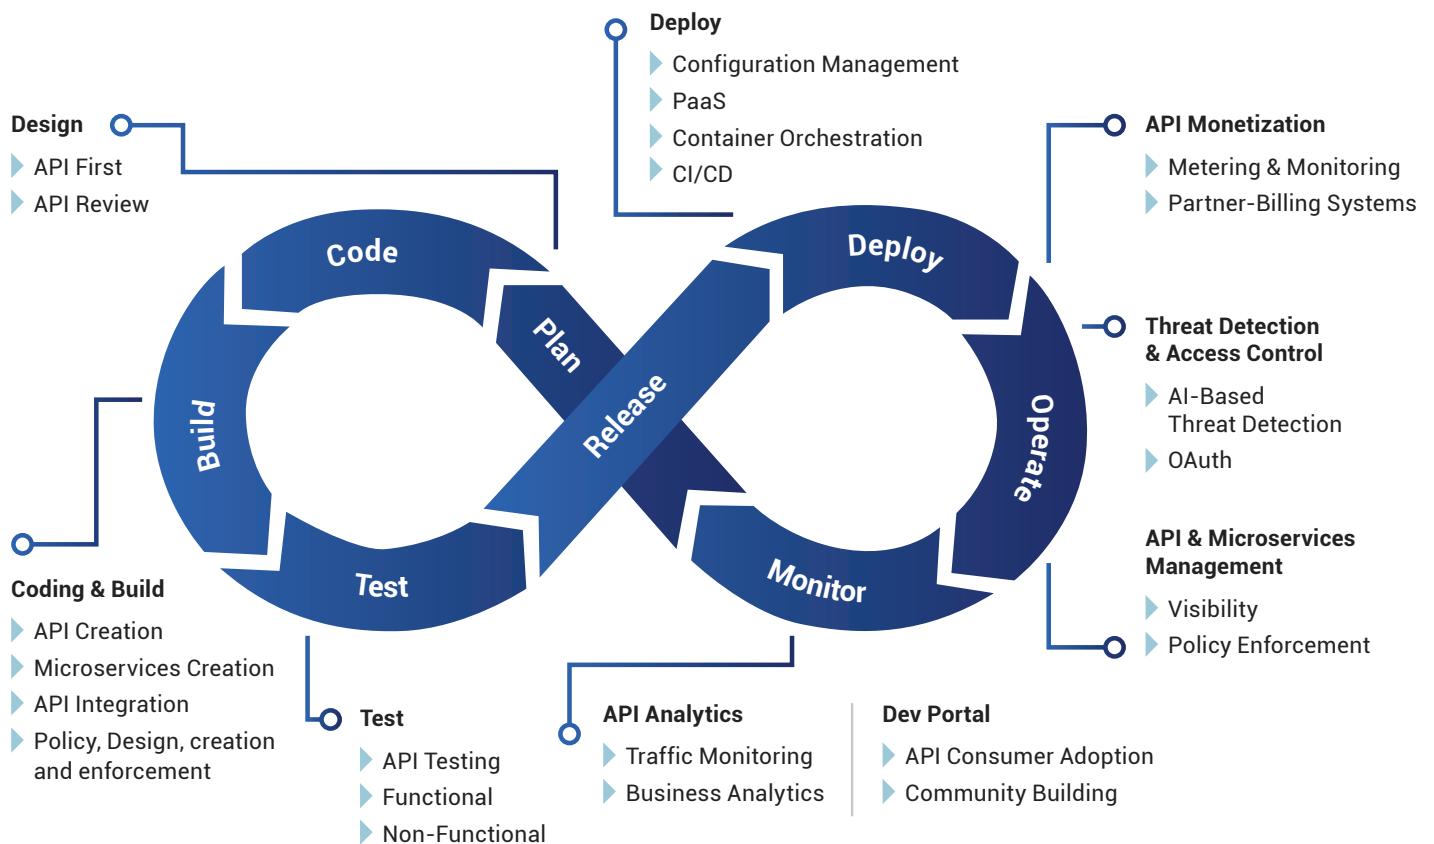 Deploy
Configuration Management
PaaS
Container Orchestration
CI/CD
Design
API First
API Review
API Monetization
Metering & Monitoring
Partner-Billing Systems
Code
Deploy
Plan
Release
Build
Operate
Test
Monitor
Threat Detection
& Access Control
AI-Based
Threat Detection
OAuth
API & Microservices
Management
Visibility
Policy Enforcement
Coding & Build
API Creation
Microservices Creation
API Integration
Policy, Design, creation
and enforcement
Test
API Testing
Functional
Non-Functional
API Analytics
Traffic Monitoring
Business Analytics
Dev Portal
API Consumer Adoption
Community Building